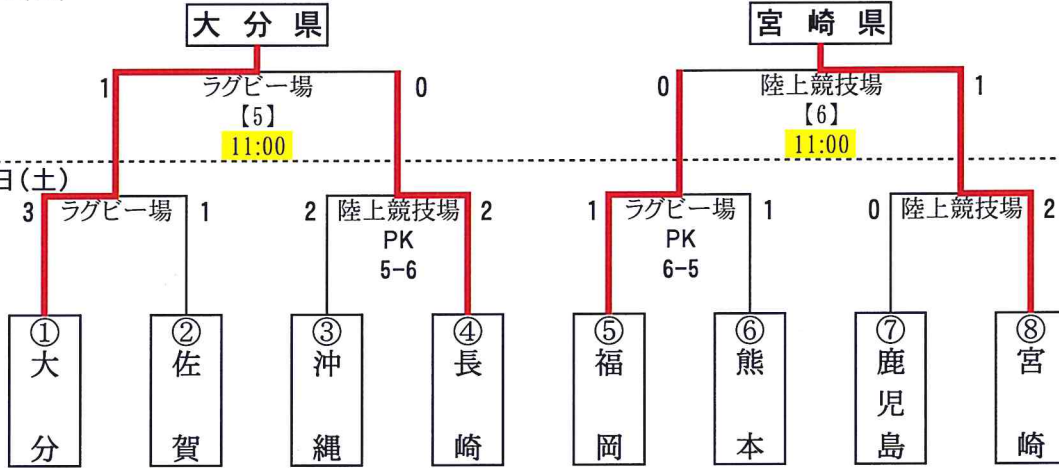 大分県 宮崎県
1 ラグビー場 0 0 陸上競技場 1
【5】 【6】
11:00 11:00
日(土)
3 ラグビー場 1 2 陸上競技場 2 1 ラグビー場 1 0 陸上競技場 2
PK PK
5-6 6-5
① ② ③ ④ ⑤ ⑥ ⑦ ⑧
大分 佐賀 沖縄 長崎 福岡 熊本 鹿児島 宮崎